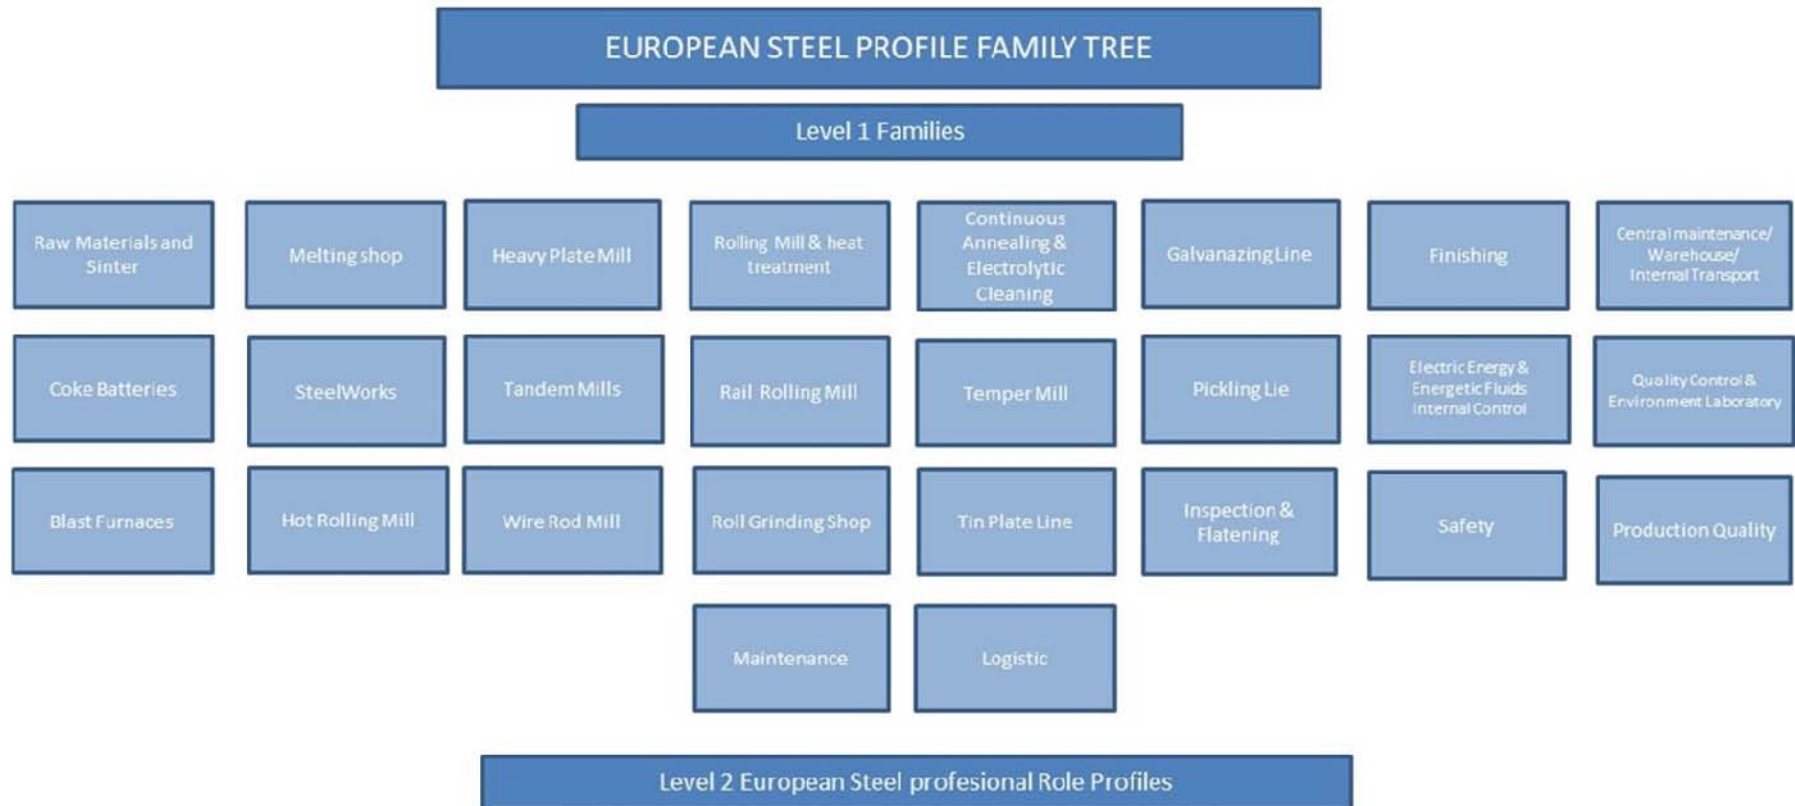 EUROPEAN STEEL PROFILE FAMILY TREE
Level 1 Families
Raw Materials and
Sinter
Melting shop
Heavy Plate Mill
Rolling Mill & heat
treatment
Continuous
Annealing &
Electrolytic
Cleaning
Galvanazing Line
Finishing
Central maintenance/
Warehouse/
Internal Transport
Coke Batteries
SteelWorks
Tandem Mills
Rail Rolling Mill
Temper Mill
Pickling Lie
Electric Energy &
Energetic Fluids
Internal Control
Quality Control &
Environment Laboratory
Blast Furnaces
Hot Rolling Mill
Wire Rod Mill
Roll Grinding Shop
Tin Plate Line
Inspection &
Flatening
Safety
Production Quality
Maintenance
Logistic
Level 2 European Steel profesional Role Profiles